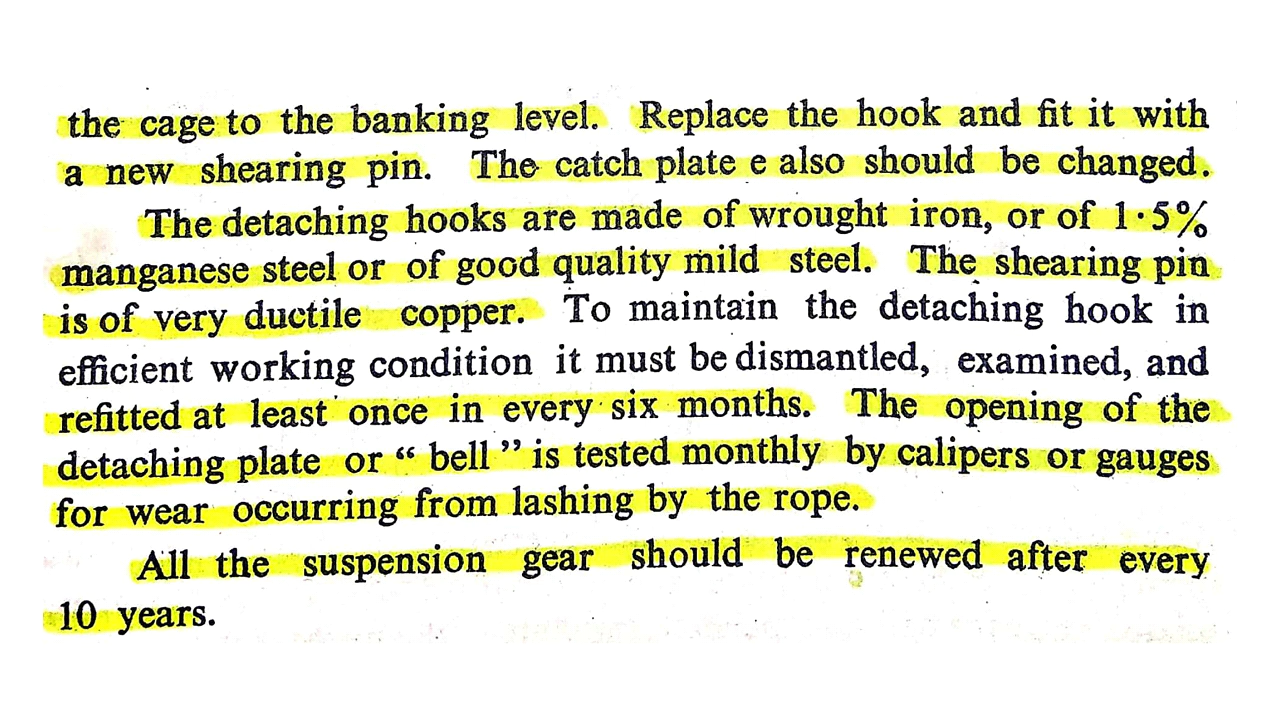 the cage to the banking level. Replace the hook and fit it with
a new shearing pin. The catch plate e also should be changed.
The detaching hooks are made of wrought iron, or of 1·5%
manganese steel or of good quality mild steel. The shearing pin
is of very ductile copper. To maintain the detaching hook in
efficient working condition it must be dismantled, examined, and
refitted at least once in every six months. The opening of the
detaching plate or “ bell ” is tested monthly by calipers or gauges
for wear occurring from lashing by the rope.
All the suspension gear should be renewed after every
10 years.